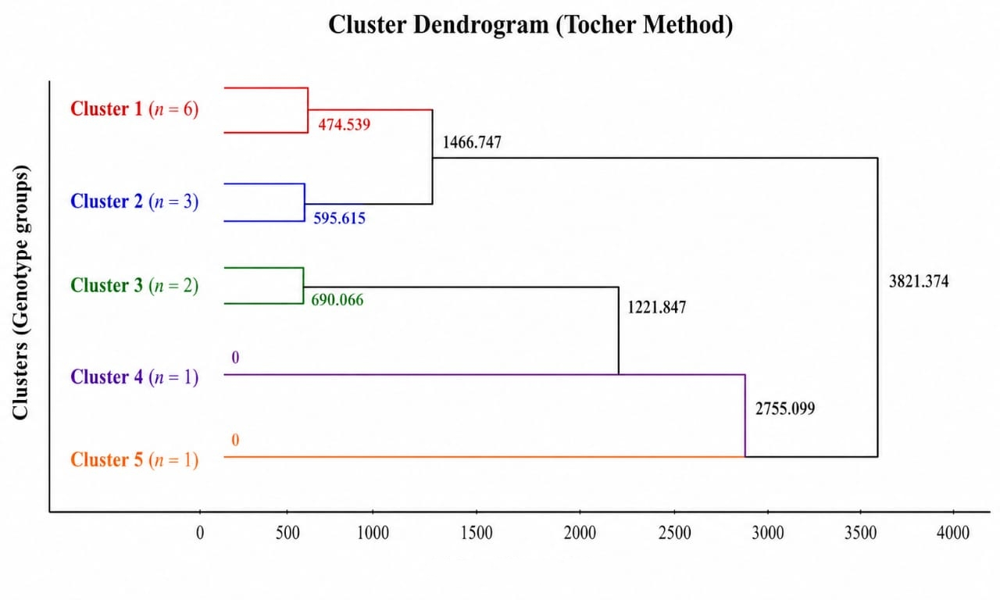 Cluster Dendrogram (Tocher Method)
Clusters (Genotype groups)
Cluster 1 (n = 6)
474.539
1466.747
Cluster 2 (n = 3)
595.615
3821.374
Cluster 3 (n = 2)
690.066
1221.847
0
Cluster 4 (n = 1)
2755.099
0
Cluster 5 (n = 1)
0 500 1000 1500 2000 2500 3000 3500 4000